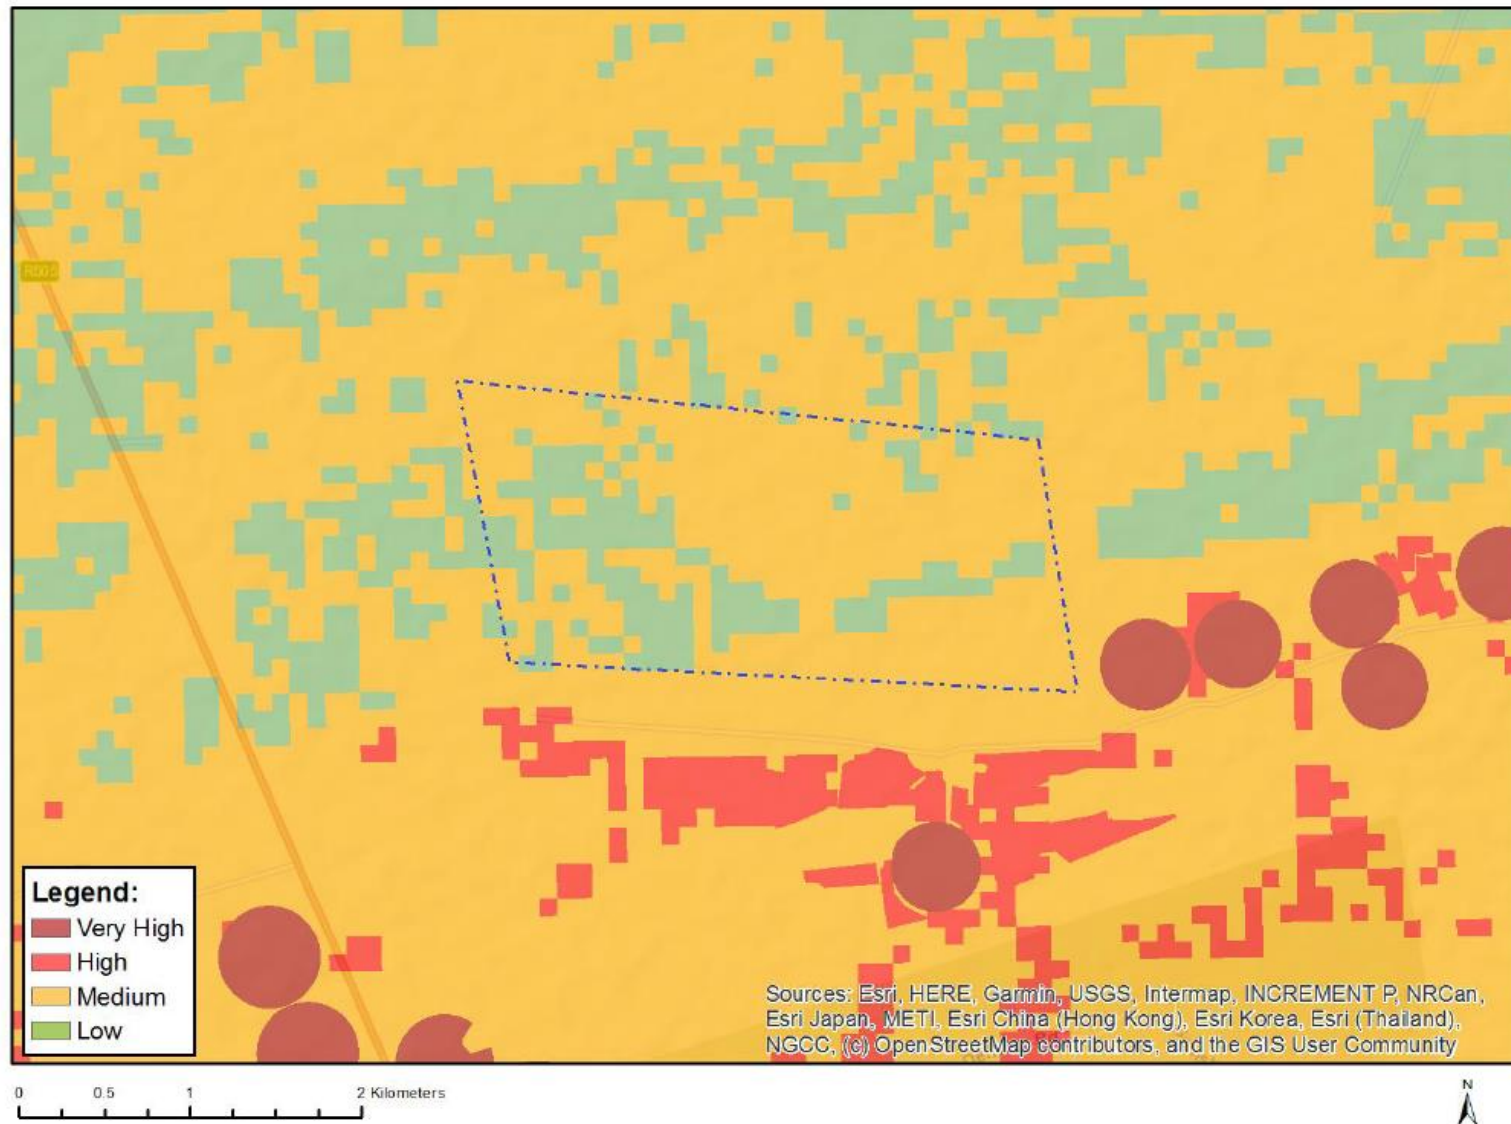 R505
Legend:
Very High
High
Medium
Low
Sources: Esri, HERE, Garmin, USGS, Intermap, INCREMENT P, NRCan,
Esri Japan, METI, Esri China (Hong Kong), Esri Korea, Esri (Thailand),
NGCC, (c) OpenStreetMap contributors, and the GIS User Community
0 0.5 1 2 Kilometers
N